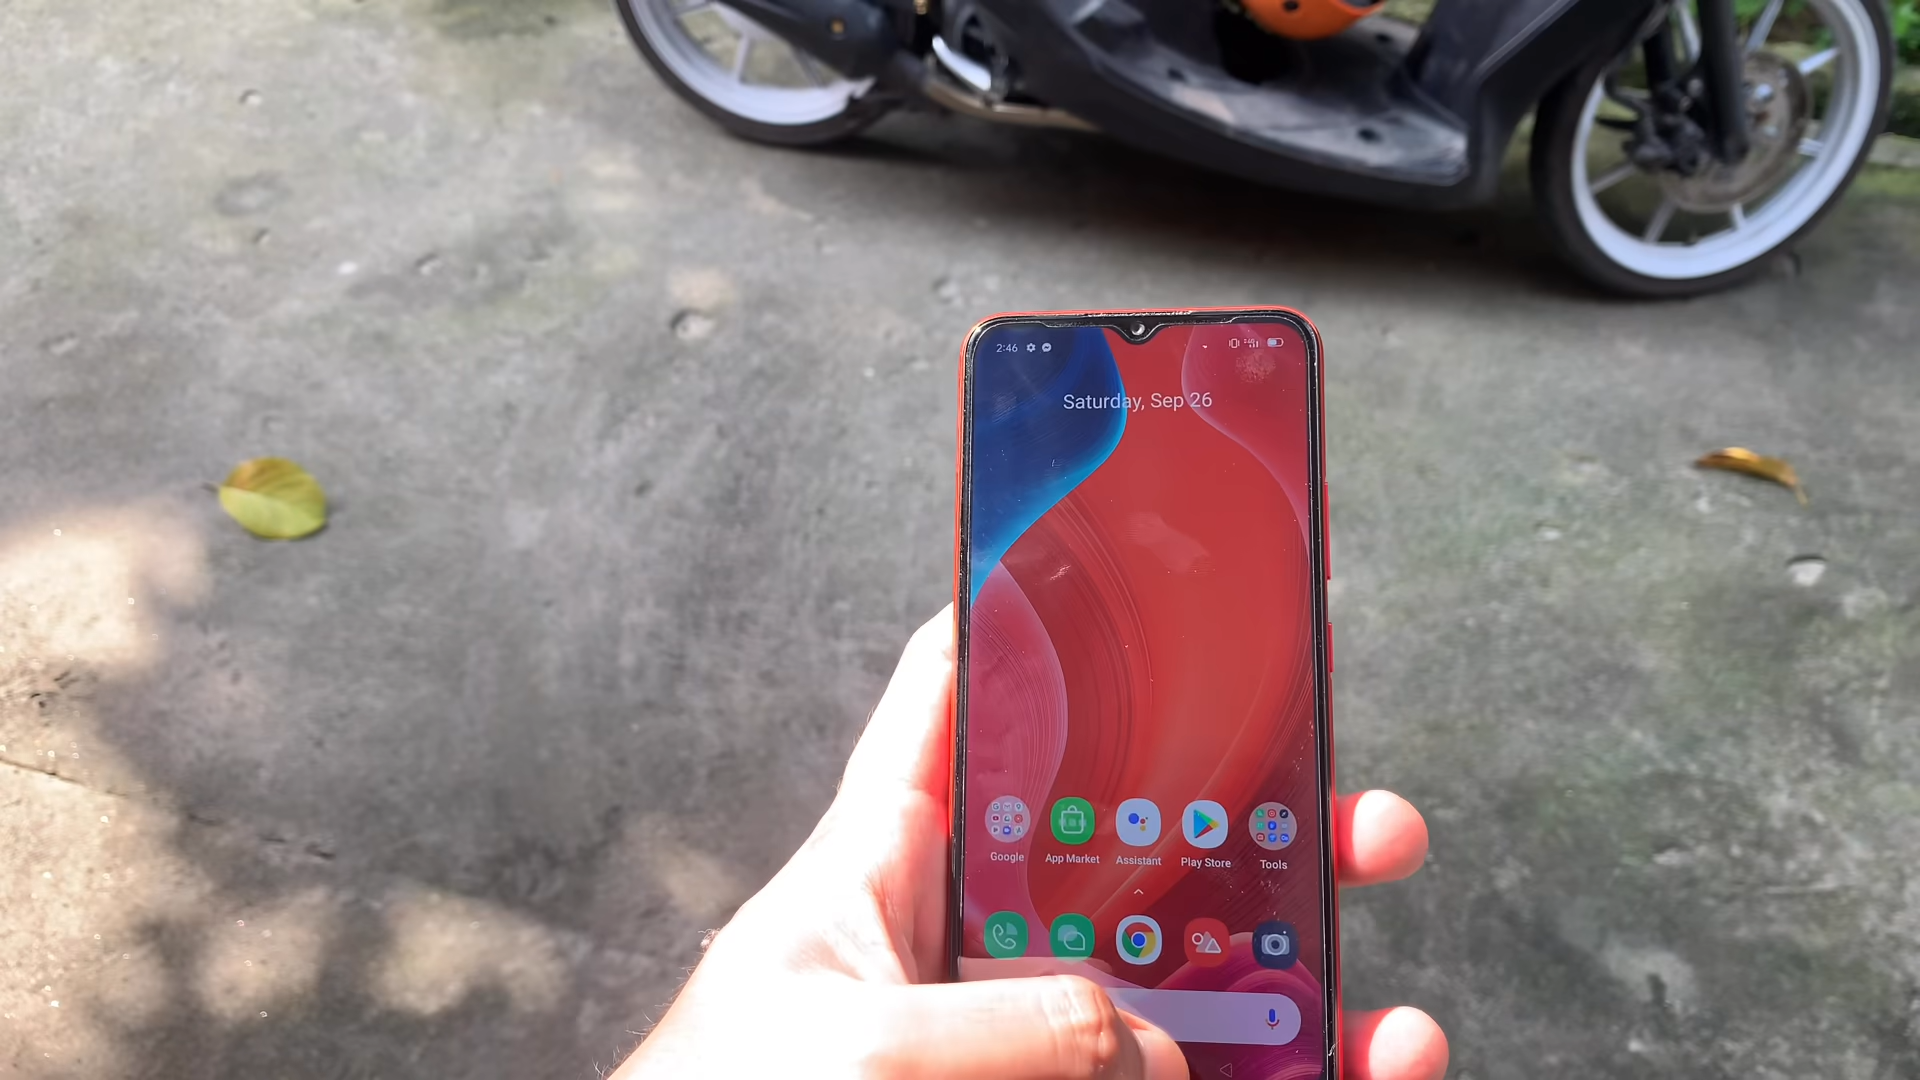 2:46
Saturday, Sep 26
Google
App Market
Assistant
Play Store
Tools